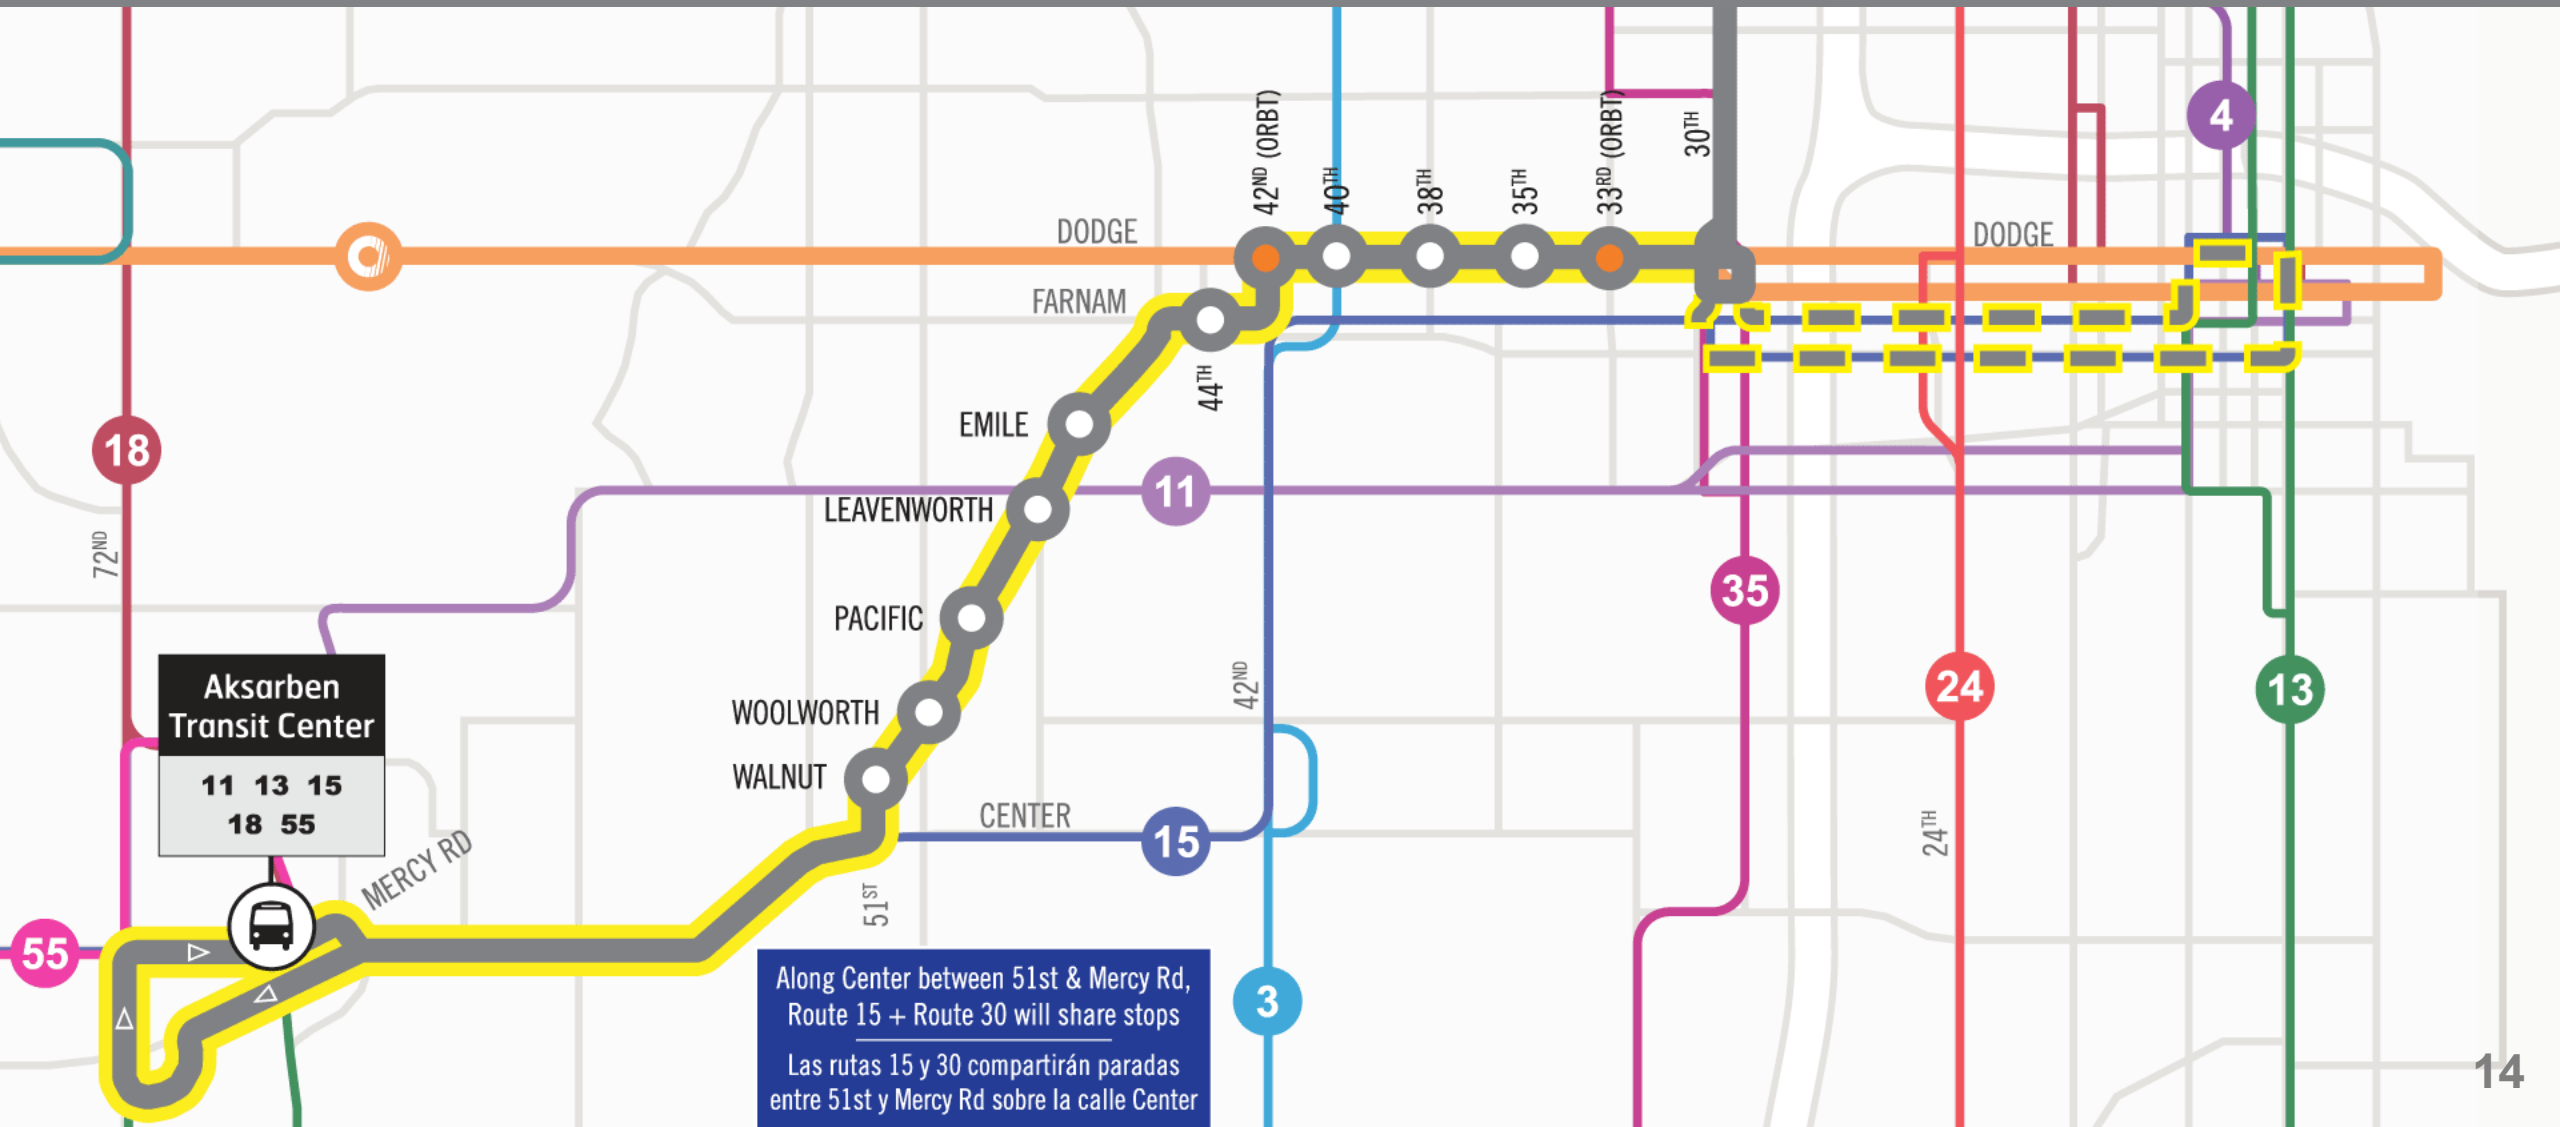 4
42ND (ORBT)
40TH
38TH
35TH
33RD (ORBT)
30TH
DODGE
DODGE
FARNAM
44TH
EMILE
18
11
LEAVENWORTH
72ND
35
PACIFIC
42ND
24
13
Aksarben
Transit Center
11 13 15
18 55
WOOLWORTH
WALNUT
CENTER
15
24TH
MERCY RD
51ST
55
3
Along Center between 51st & Mercy Rd,
Route 15 + Route 30 will share stops
Las rutas 15 y 30 compartirán paradas
entre 51st y Mercy Rd sobre la calle Center
14